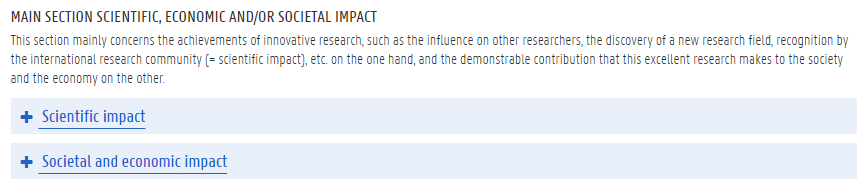 MAIN SECTION SCIENTIFIC, ECONOMIC AND/OR SOCIETAL IMPACT
This section mainly concerns the achievements of innovative research, such as the influence on other researchers, the discovery of a new research field, recognition by
the international research community (= scientific impact), etc. on the one hand, and the demonstrable contribution that this excellent research makes to the society
and the economy on the other.
+ Scientific impact
+ Societal and economic impact